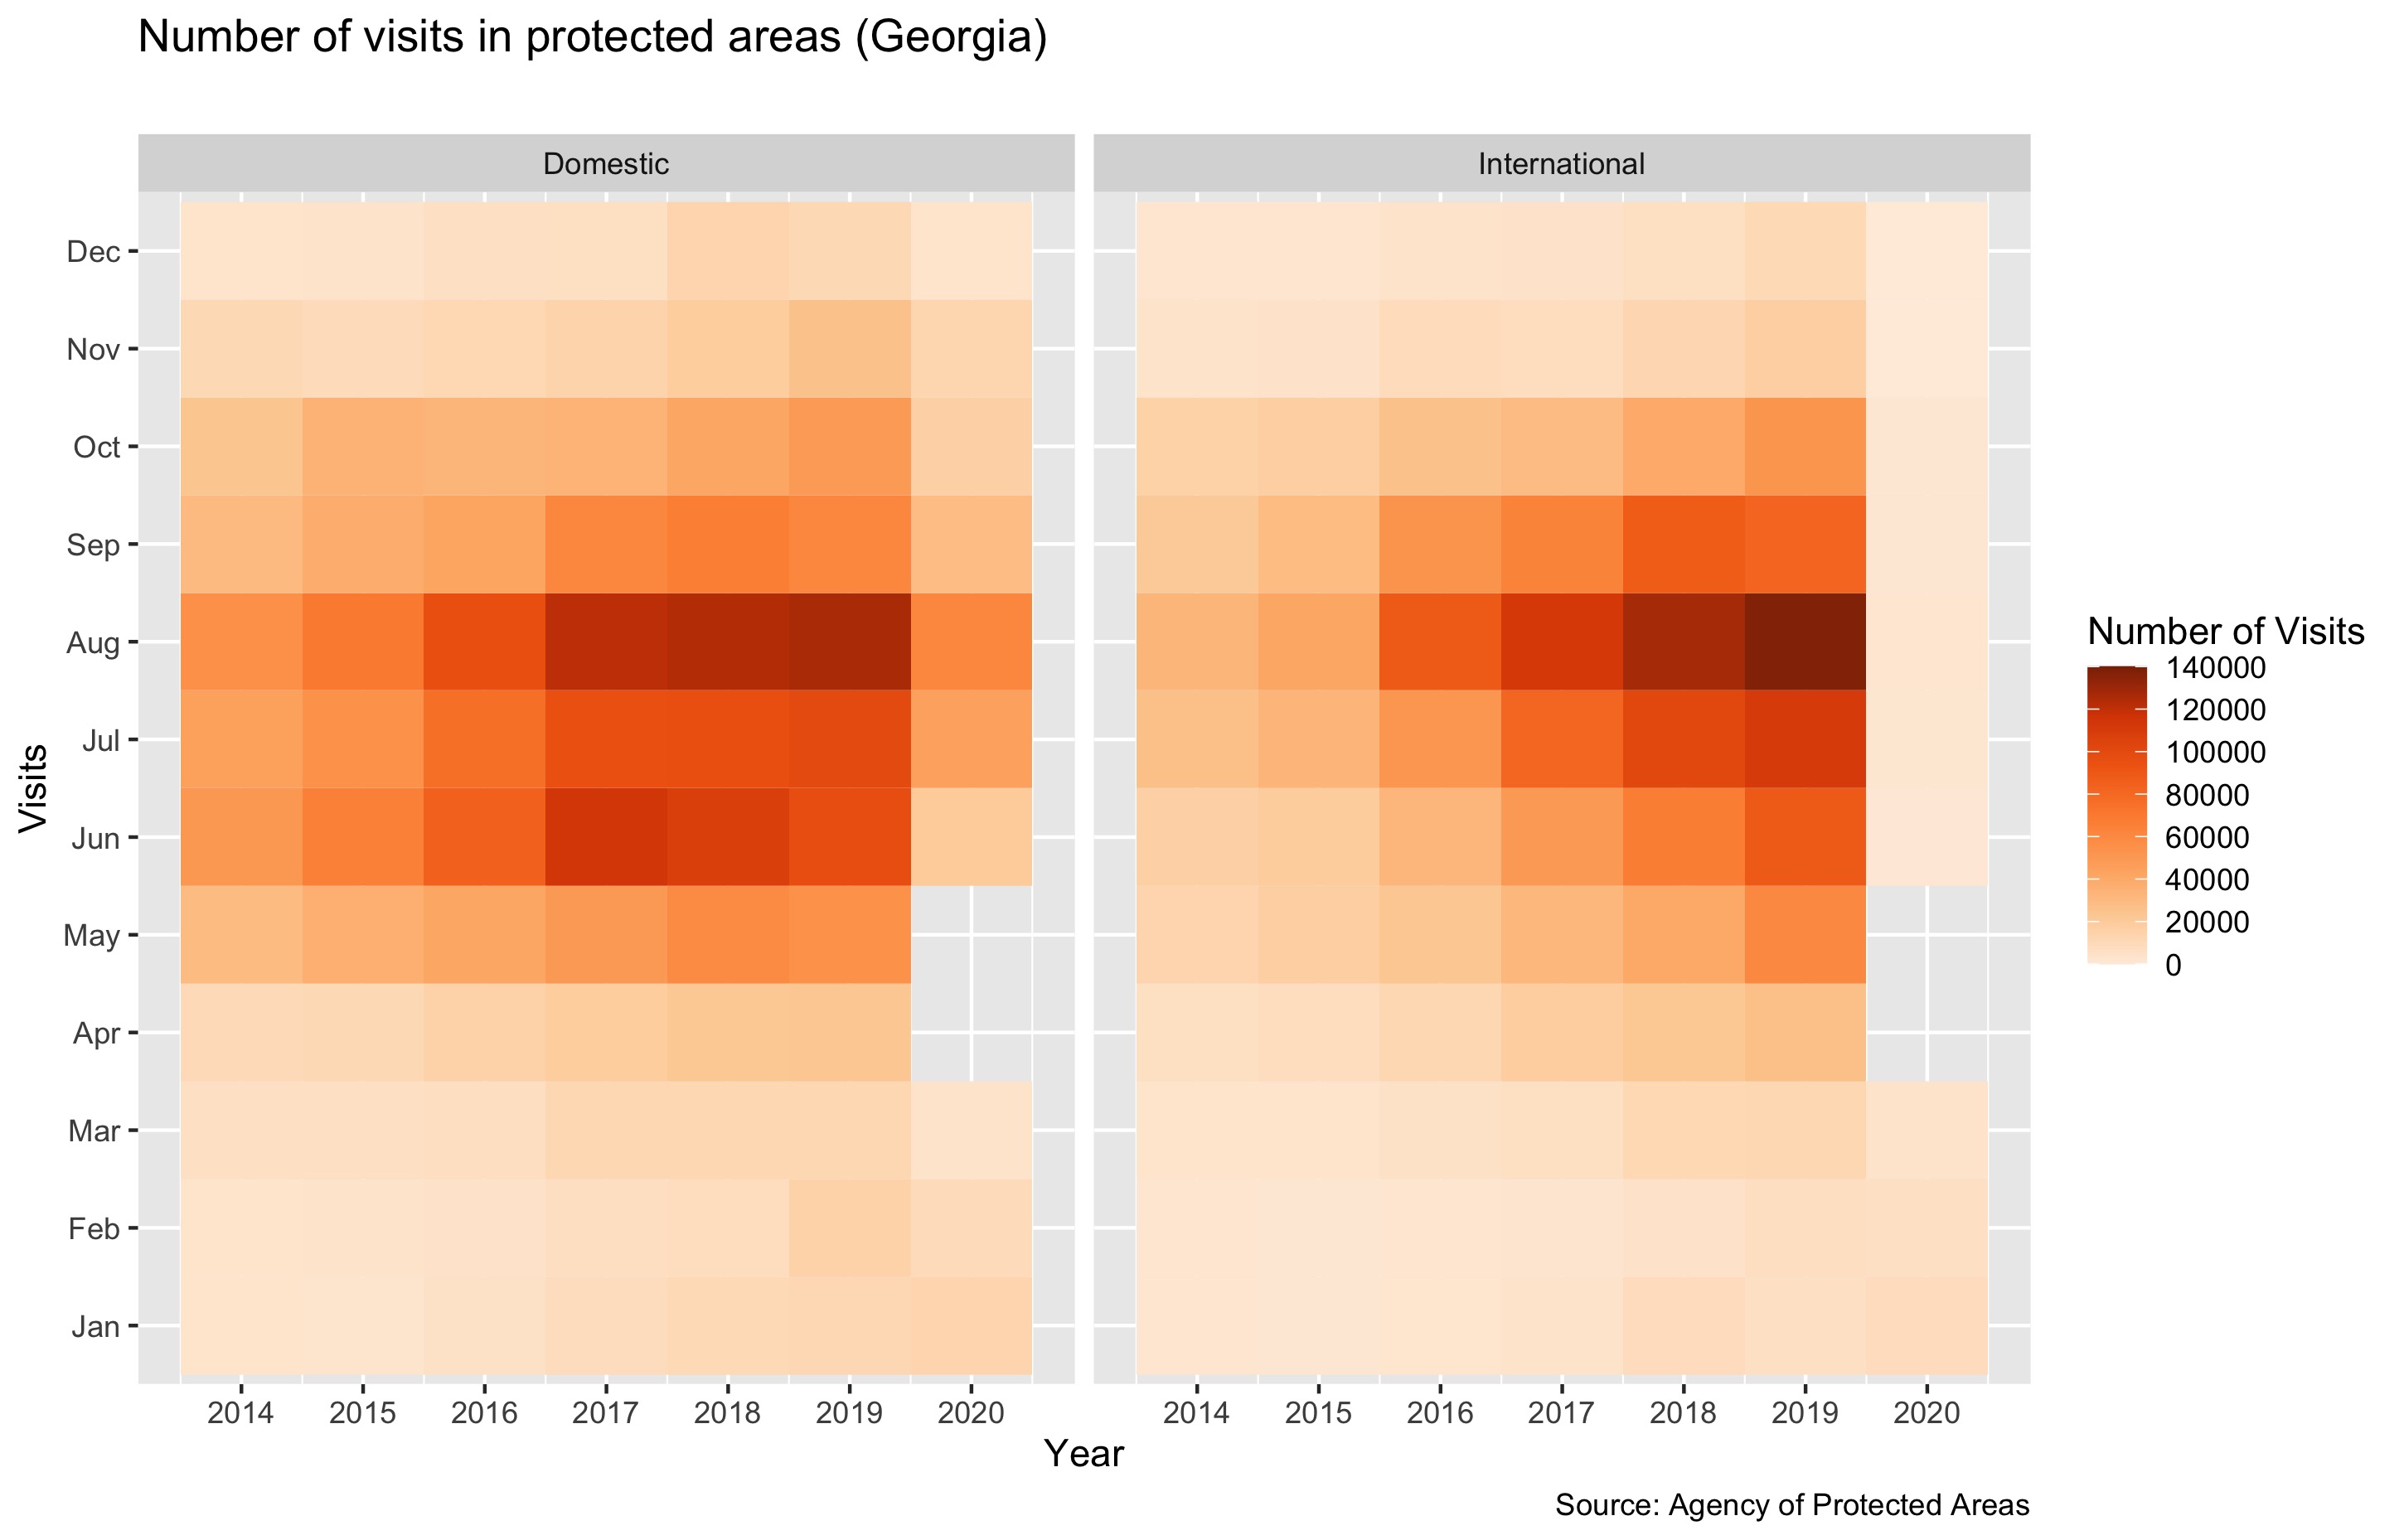 Number of visits in protected areas (Georgia)
Domestic
International
Dec
Nov
Oct
Sep
Aug
Jul
Jun
May
Apr
Mar
Feb
Jan
Visits
2014 2015 2016 2017 2018 2019 2020
2014 2015 2016 2017 2018 2019 2020
Year
Number of Visits
140000
120000
100000
80000
60000
40000
20000
0
Source: Agency of Protected Areas